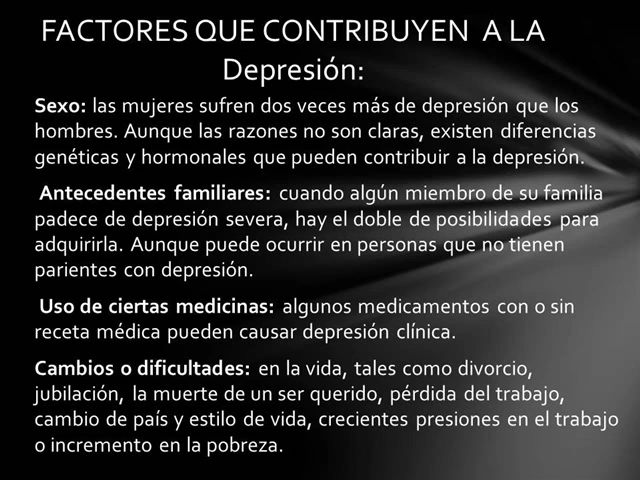 FACTORES QUE CONTRIBUYEN A LA
Depresión:
Sexo: las mujeres sufren dos veces más de depresión que los
hombres. Aunque las razones no son claras, existen diferencias
genéticas y hormonales que pueden contribuir a la depresión.
Antecedentes familiares: cuando algún miembro de su familia
padece de depresión severa, hay el doble de posibilidades para
adquirirla. Aunque puede ocurrir en personas que no tienen
parientes con depresión.
Uso de ciertas medicinas: algunos medicamentos con o sin
receta médica pueden causar depresión clínica.
Cambios o dificultades: en la vida, tales como divorcio,
jubilación, la muerte de un ser querido, pérdida del trabajo,
cambio de país y estilo de vida, crecientes presiones en el trabajo
o incremento en la pobreza.